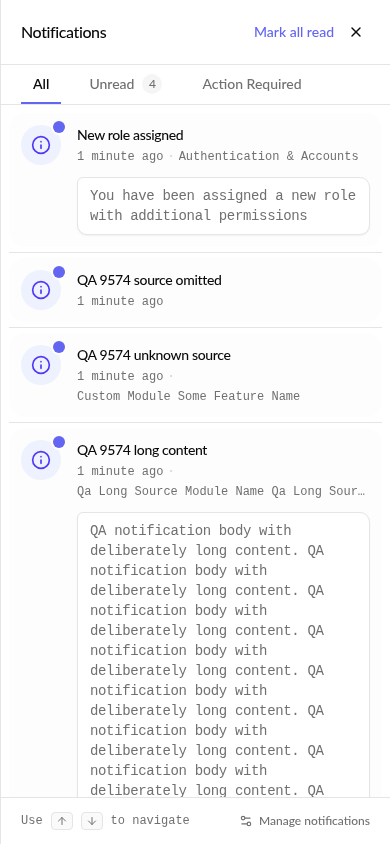 Notifications
Mark all read
All
Unread 4
Action Required
New role assigned
1 minute ago · Authentication & Accounts
You have been assigned a new role
with additional permissions
QA 9574 source omitted
1 minute ago
QA 9574 unknown source
1 minute ago ·
Custom Module Some Feature Name
QA 9574 long content
1 minute ago ·
Qa Long Source Module Name Qa Long Sour…
QA notification body with
deliberately long content. QA
notification body with
deliberately long content. QA
notification body with
deliberately long content. QA
notification body with
deliberately long content. QA
notification body with
deliberately long content. QA
notification body with
deliberately long content. QA
notification body with
deliberately long content. QA
Use ↑ ↓ to navigate
Manage notifications